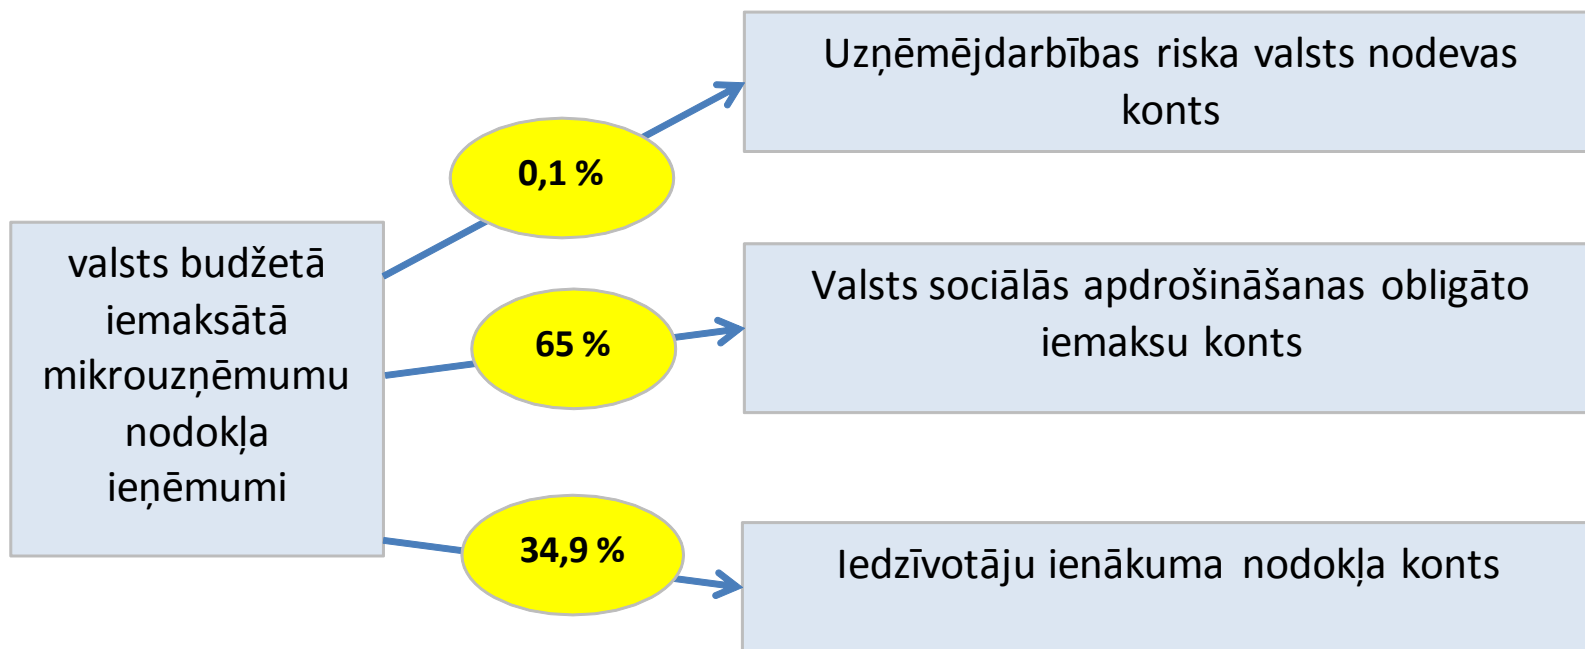 valsts budžetā
iemaksātā
mikrouzņēmumu
nodokļa
ieņēmumi
0,1 %
Uzņēmējdarbības riska valsts nodevas
konts
65 %
Valsts sociālās apdrošināšanas obligāto
iemaksu konts
34,9 %
Iedzīvotāju ienākuma nodokļa konts